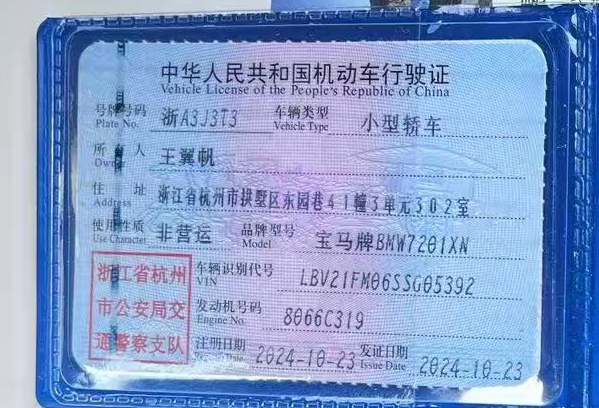 中华人民共和国机动车行驶证
Vehicle License of the People's Republic of China
号牌号码 浙A3J3T3 车辆类型 小型轿车
Plate No. Vehicle Type
所有人 王翼帆
Owner
住址 浙江省杭州市拱墅区东园巷41幢3单元302室
Address
使用性质 非营运 品牌型号 宝马牌BMW7201XN
Use Character Model
浙江省杭州
市公安局交
通警察支队
车辆识别代号 LBV21FM06SSG05392
VIN
发动机号码 8066C319
Engine No.
注册日期 2024-10-23 发证日期 2024-10-23
Register Date Issue Date